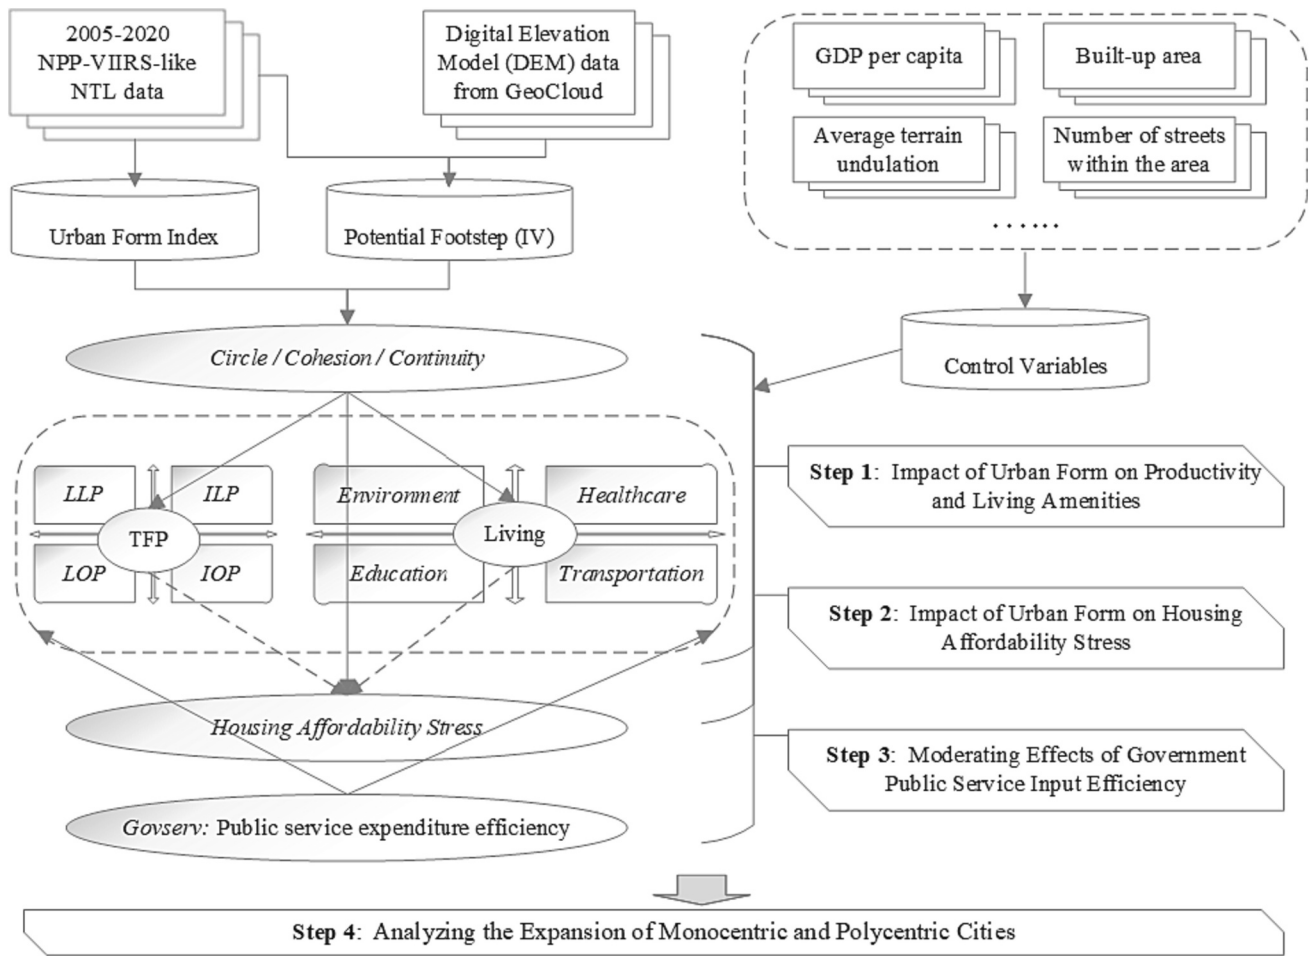 2005-2020
NPP-VIIRS-like
NTL data
Digital Elevation
Model (DEM) data
from GeoCloud
GDP per capita
Built-up area
Average terrain
undulation
Number of streets
within the area
......
Urban Form Index
Potential Footstep (IV)
Control Variables
Circle / Cohesion / Continuity
LLP
ILP
TFP
LOP
IOP
Environment
Healthcare
Living
Education
Transportation
Housing Affordability Stress
Govserv: Public service expenditure efficiency
Step 1: Impact of Urban Form on Productivity
and Living Amenities
Step 2: Impact of Urban Form on Housing
Affordability Stress
Step 3: Moderating Effects of Government
Public Service Input Efficiency
Step 4: Analyzing the Expansion of Monocentric and Polycentric Cities